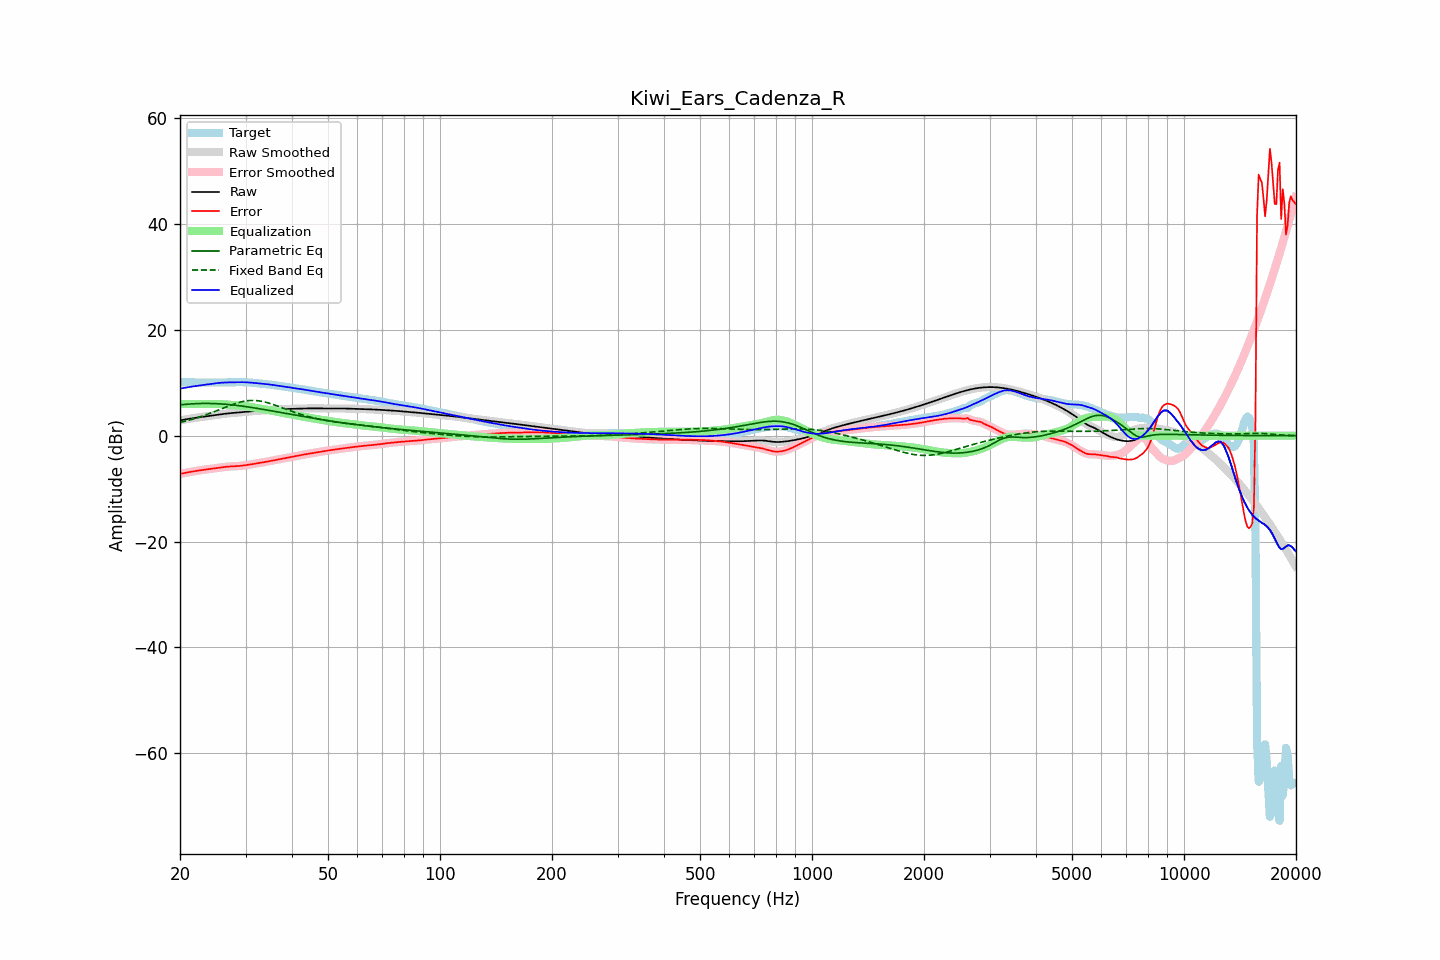 Kiwi_Ears_Cadenza_R
Target
Raw Smoothed
Error Smoothed
Raw
Error
Equalization
Parametric Eq
Fixed Band Eq
Equalized
60
40
20
0
−20
−40
−60
Amplitude (dBr)
20 50 100 200 500 1000 2000 5000 10000 20000
Frequency (Hz)